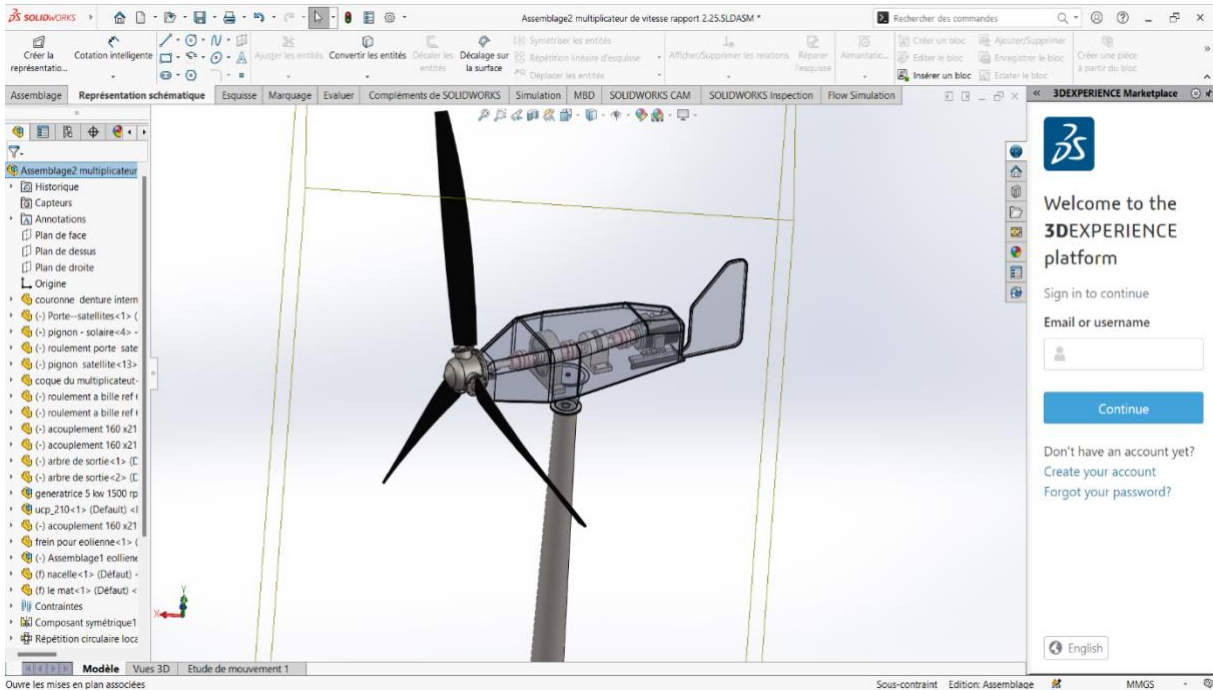 SOLIDWORKS
Assemblage2 multiplicateur de vitesse rapport 2.25.SLDASM *
Rechercher des commandes
Créer la représentatio...
Cotation intelligente
Ajuster les entités
Convertir les entités
Décaler les entités
Décalage sur la surface
Symétriser les entités
Répétition linéaire d'esquisse
Déplacer les entités
Afficher/Supprimer les relations
Réparer l'esquisse
Aimantatio...
Créer un bloc
Editer le bloc
Insérer un bloc
Ajouter/Supprimer
Enregistrer le bloc
Eclater le bloc
Créer une pièce à partir du bloc
Assemblage
Représentation schématique
Esquisse
Marquage
Evaluer
Compléments de SOLIDWORKS
Simulation
MBD
SOLIDWORKS CAM
SOLIDWORKS Inspection
Flow Simulation
3DEXPERIENCE Marketplace
Assemblage2 multiplicateur
Historique
Capteurs
Annotations
Plan de face
Plan de dessus
Plan de droite
Origine
couronne denture intern
(-) Porte--satellites<1> (
(-) pignon - solaire<4> -
(-) roulement porte sate
(-) pignon satellite<13>
coque du multiplicateut-
(-) roulement a bille ref
(-) roulement a bille ref
(-) acouplement 160 x21
(-) acouplement 160 x21
(-) arbre de sortie<1> (D
(-) arbre de sortie<2> (D
generatrice 5 kw 1500 rp
ucp_210<1> (Default) <
(-) acouplement 160 x21
frein pour eolienne<1> (
(-) Assemblage1 eolliene
(f) nacelle<1> (Défaut) -
(f) le mat<1> (Défaut) <
Contraintes
Composant symétrique1
Répétition circulaire loca
Y
X
Welcome to the
3DEXPERIENCE
platform
Sign in to continue
Email or username
Continue
Don't have an account yet?
Create your account
Forgot your password?
English
Modèle
Vues 3D
Etude de mouvement 1
Ouvre les mises en plan associées
Sous-contraint
Edition: Assemblage
MMGS